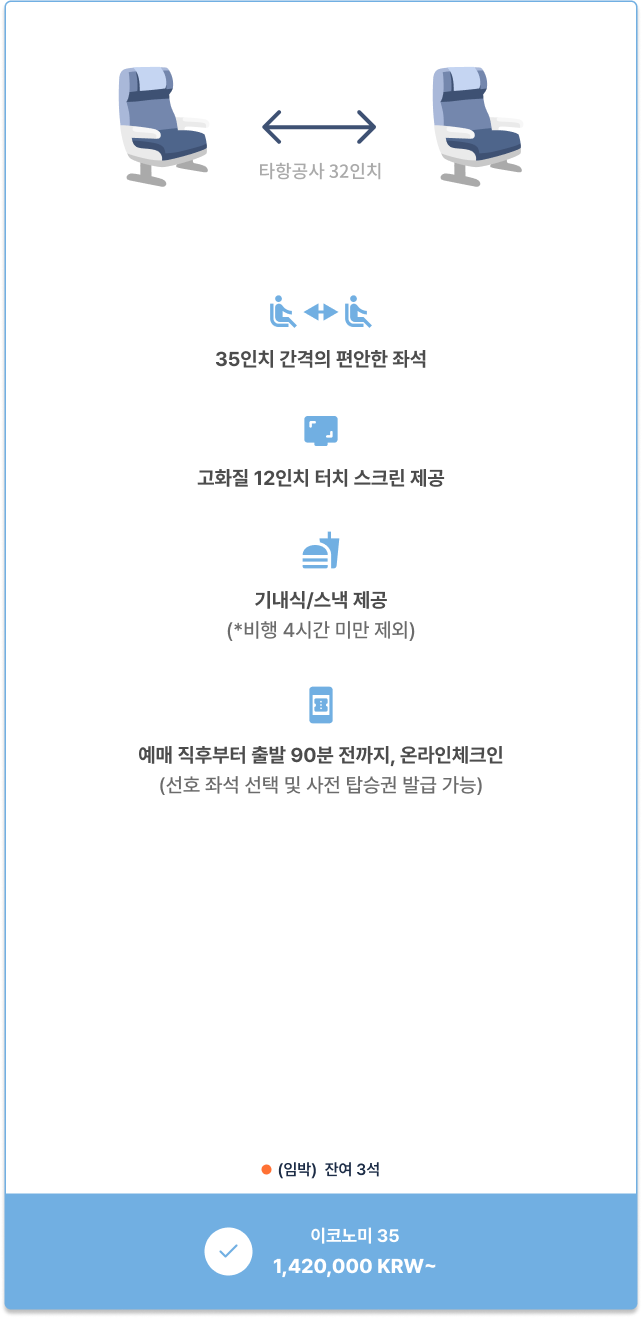 타항공사 32인치
35인치 간격의 편안한 좌석
고화질 12인치 터치 스크린 제공
기내식/스낵 제공
(*비행 4시간 미만 제외)
예매 직후부터 출발 90분 전까지, 온라인체크인
(선호 좌석 선택 및 사전 탑승권 발급 가능)
(임박) 잔여 3석
이코노미 35
1,420,000 KRW~